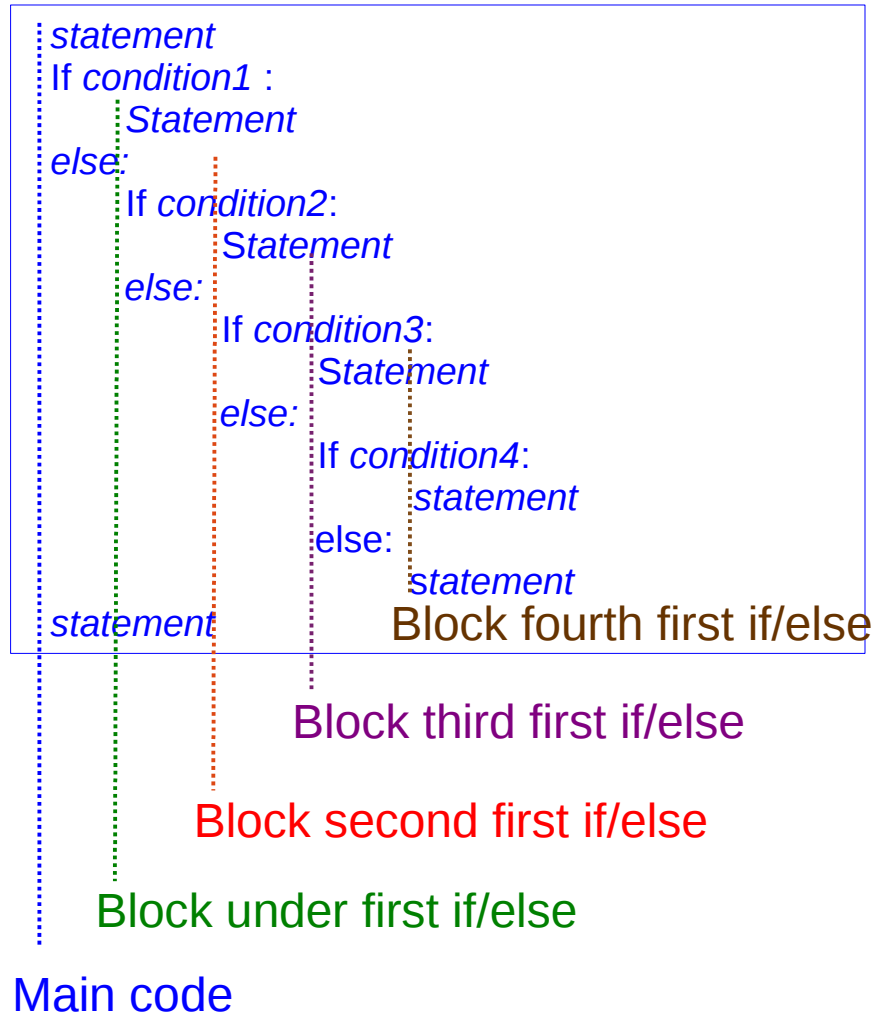 statement
If condition1 :
Statement
else:
If condition2:
Statement
else:
If condition3:
Statement
else:
If condition4:
statement
else:
statement
statement
Block fourth first if/else
Block third first if/else
Block second first if/else
Block under first if/else
Main code